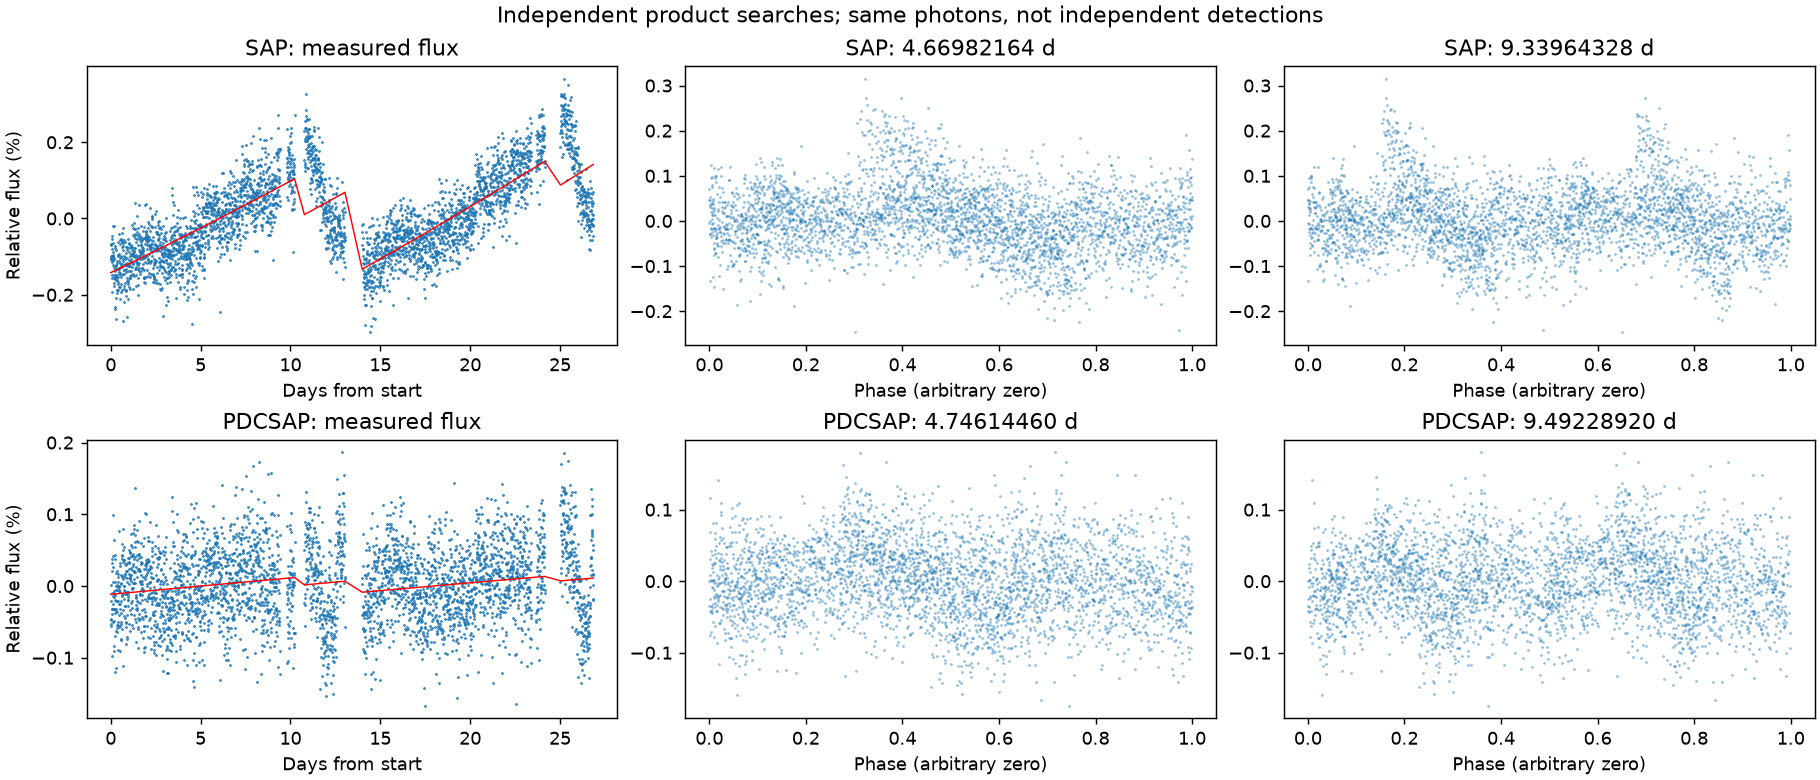 Independent product searches; same photons, not independent detections
SAP: measured flux
SAP: 4.66982164 d
SAP: 9.33964328 d
Relative flux (%)
0.2
0.0
−0.2
0 5 10 15 20 25
Days from start
0.3
0.2
0.1
0.0
−0.1
−0.2
0.0 0.2 0.4 0.6 0.8 1.0
Phase (arbitrary zero)
0.3
0.2
0.1
0.0
−0.1
−0.2
0.0 0.2 0.4 0.6 0.8 1.0
Phase (arbitrary zero)
PDCSAP: measured flux
PDCSAP: 4.74614460 d
PDCSAP: 9.49228920 d
Relative flux (%)
0.2
0.1
0.0
−0.1
0 5 10 15 20 25
Days from start
0.1
0.0
−0.1
0.0 0.2 0.4 0.6 0.8 1.0
Phase (arbitrary zero)
0.1
0.0
−0.1
0.0 0.2 0.4 0.6 0.8 1.0
Phase (arbitrary zero)